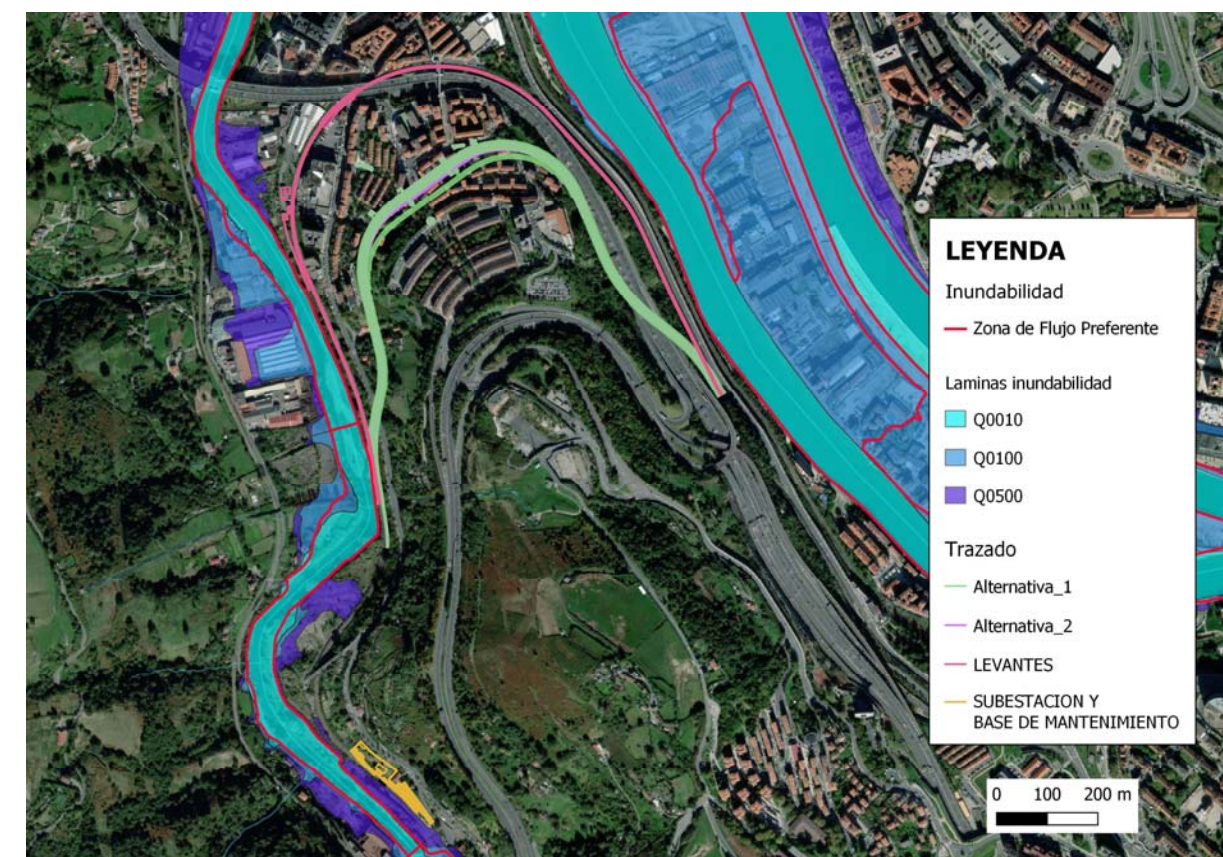 LEYENDA
Inundabilidad
Zona de Flujo Preferente
Laminas inundabilidad
Q0010
Q0100
Q0500
Trazado
Alternativa_1
Alternativa_2
LEVANTES
SUBESTACION Y
BASE DE MANTENIMIENTO
0 100 200 m